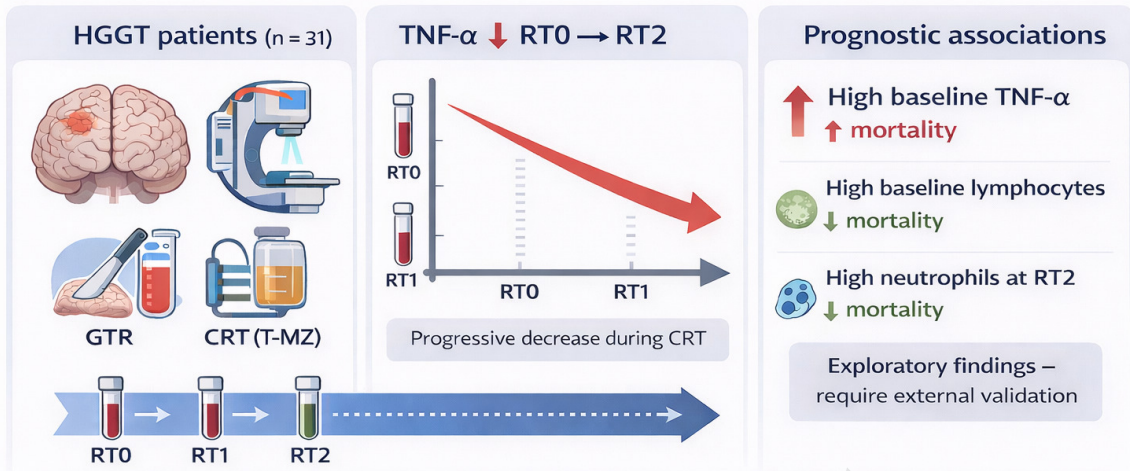 HGGT patients (n = 31)
GTR
CRT (T-MZ)
RT0
RT1
RT2
TNF-α ↓ RT0 → RT2
RT0
RT1
RT0
RT1
Progressive decrease during CRT
Prognostic associations
↑ High baseline TNF-α
↑ mortality
High baseline lymphocytes
↓ mortality
High neutrophils at RT2
↓ mortality
Exploratory findings –
require external validation